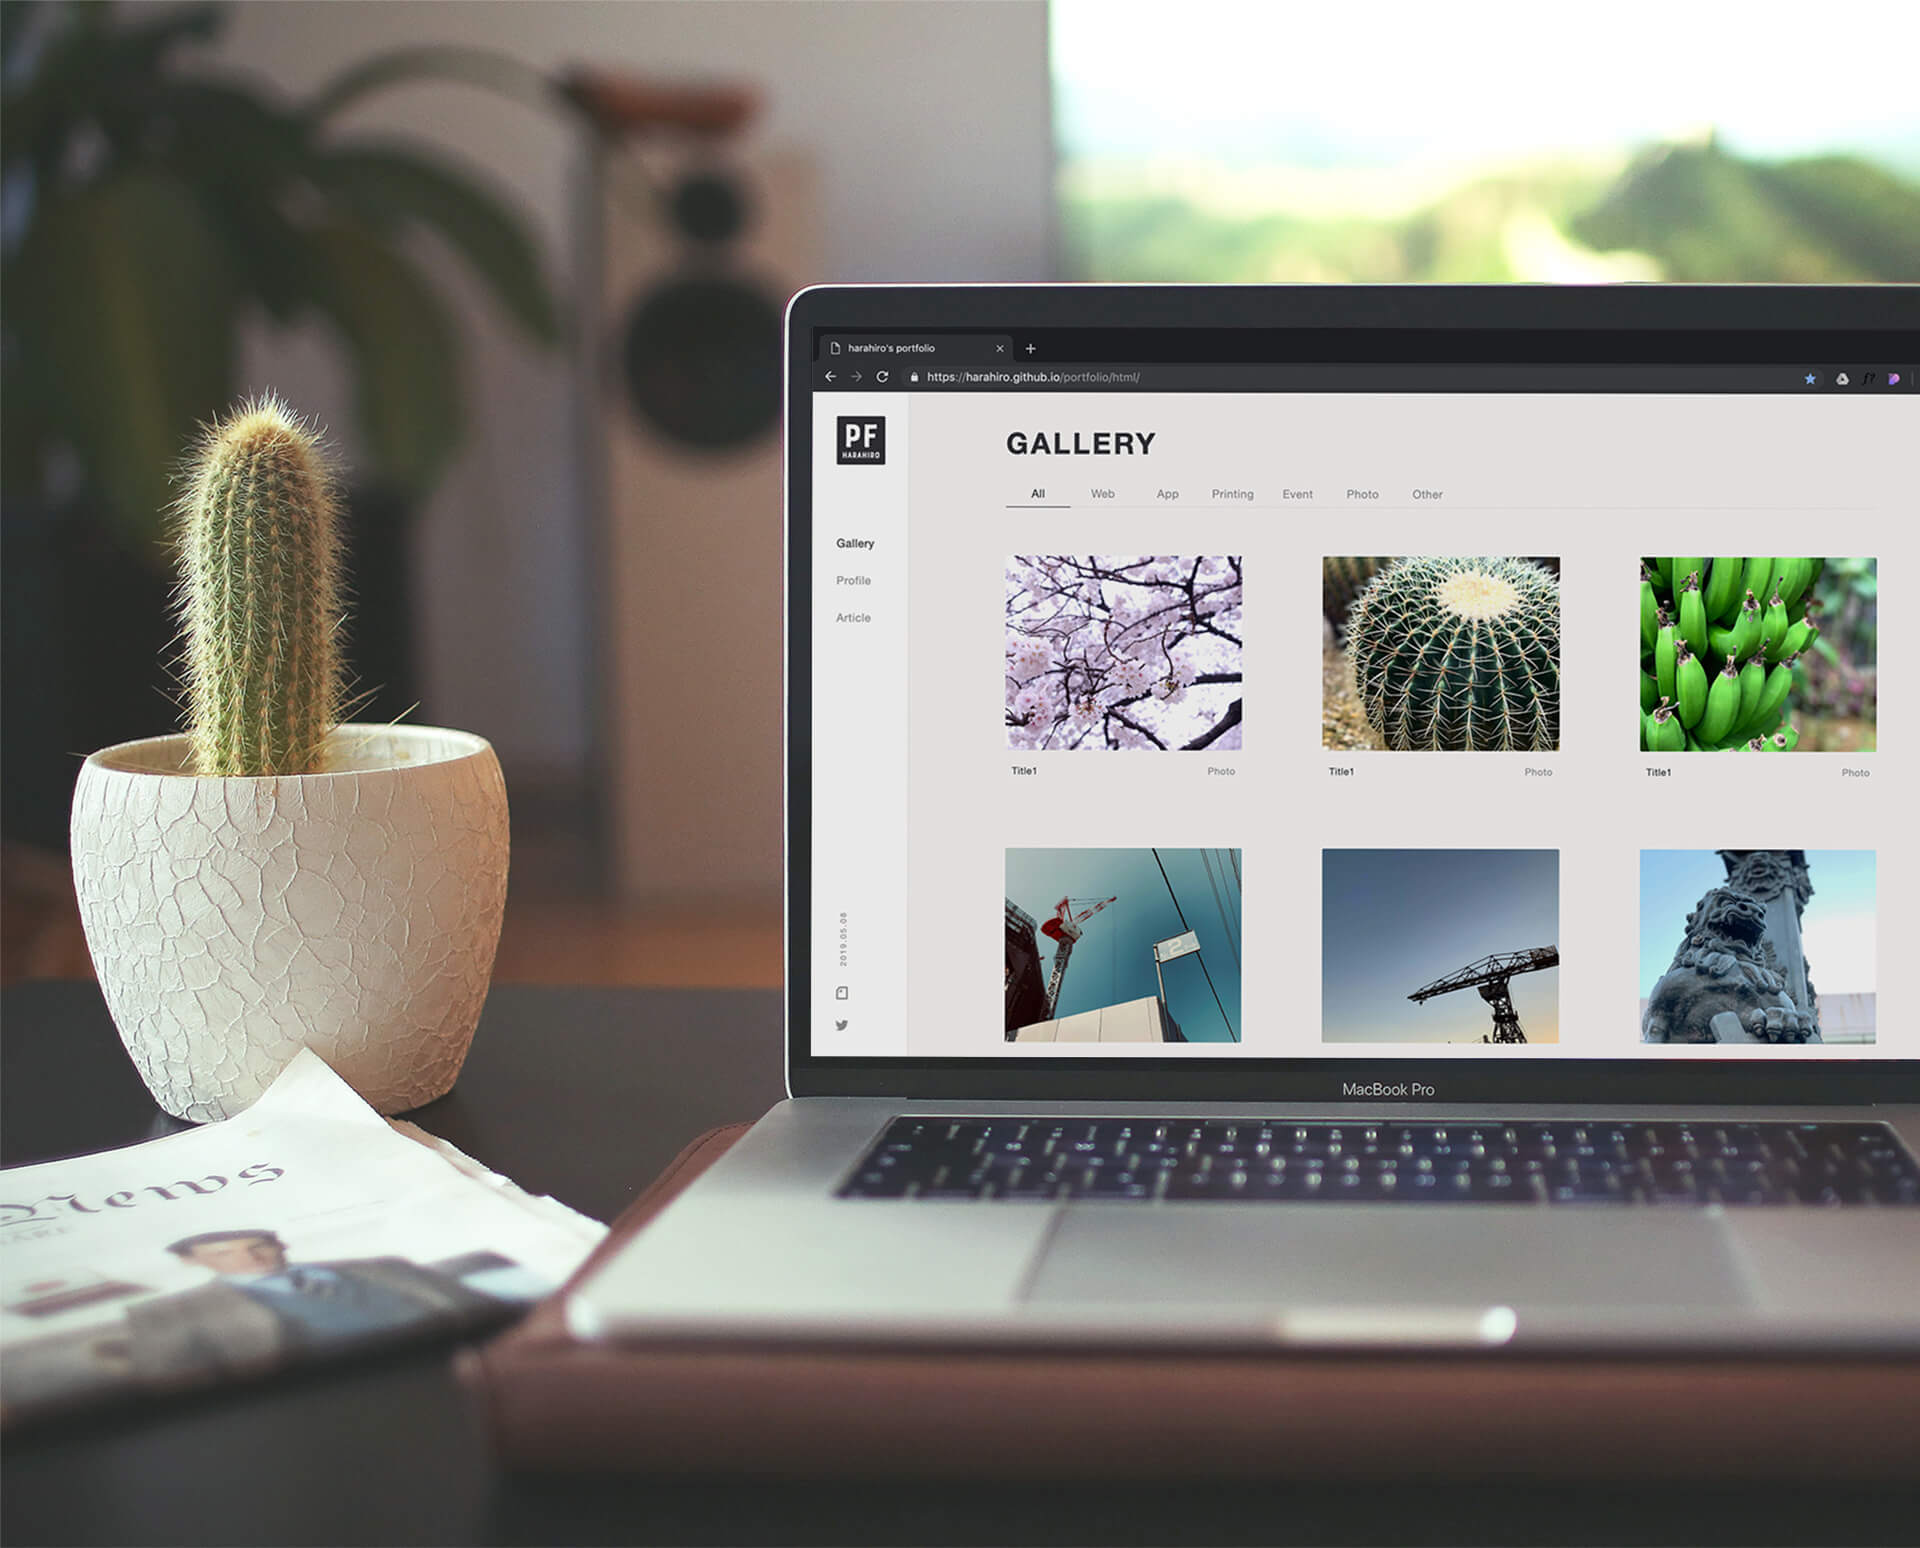 harahiro's portfolio
https://harahiro.github.io/portfolio/html/
PF
HARAHIRO
GALLERY
All Web App Printing Event Photo Other
Gallery
Profile
Article
Title1 Photo
Title1 Photo
Title1 Photo
2
2019.05.08
MacBook Pro
News